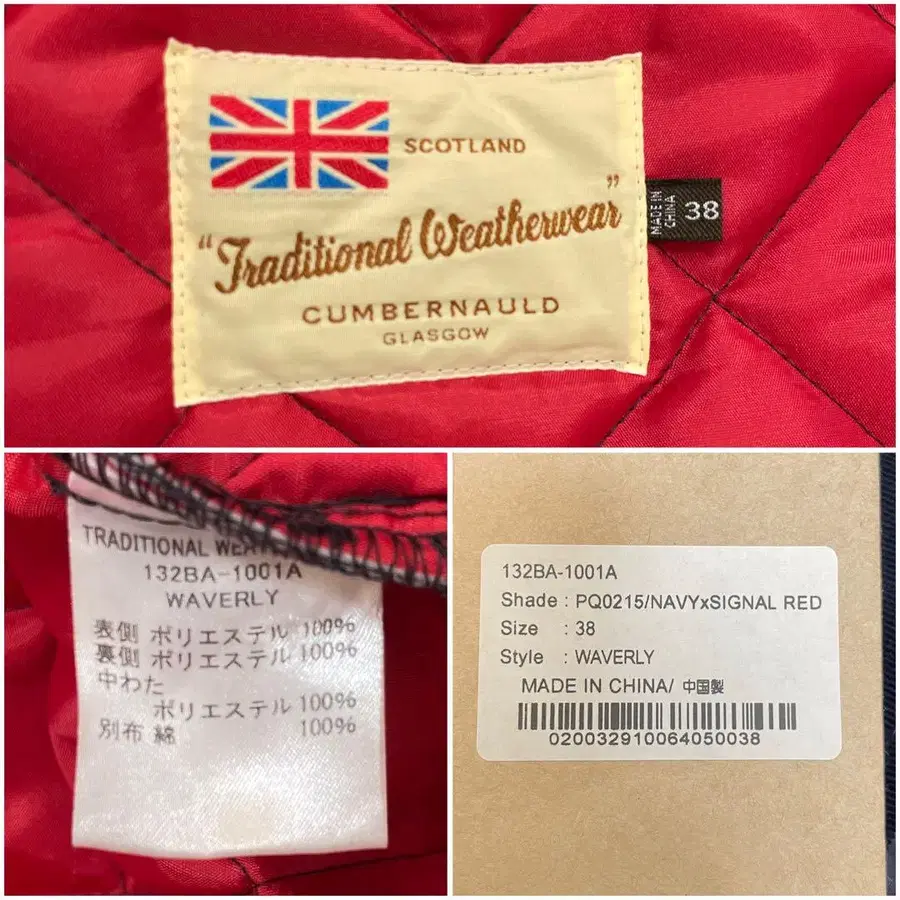 SCOTLAND
"Traditional Weatherwear"
CUMBERNAULD
GLASGOW
MADE IN
CHINA
38
TRADITIONAL
132BA-1001A
WAVERLY
表側 ポリエステル 100%
裏側 ポリエステル 100%
中わた
ポリエステル 100%
別布 綿 100%
132BA-1001A
Shade : PQ0215/NAVYxSIGNAL RED
Size : 38
Style : WAVERLY
MADE IN CHINA/ 中国製
020032910064050038